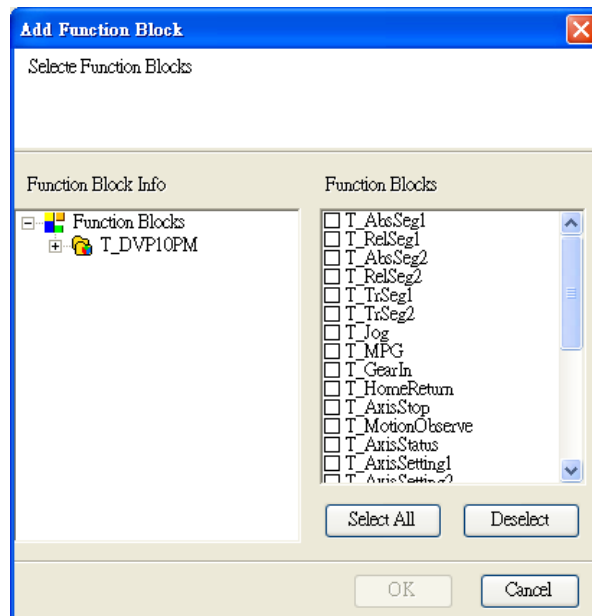 Add Function Block
Selecte Function Blocks
Function Block Info
Function Blocks
T_DVP10PM
Function Blocks
T_AbsSeg1
T_RelSeg1
T_AbsSeg2
T_RelSeg2
T_TrSeg1
T_TrSeg2
T_Jog
T_MPG
T_GearIn
T_HomeReturn
T_AxisStop
T_MotionObserve
T_AxisStatus
T_AxisSetting1
T_AxisSetting2
Select All
Deselect
OK
Cancel